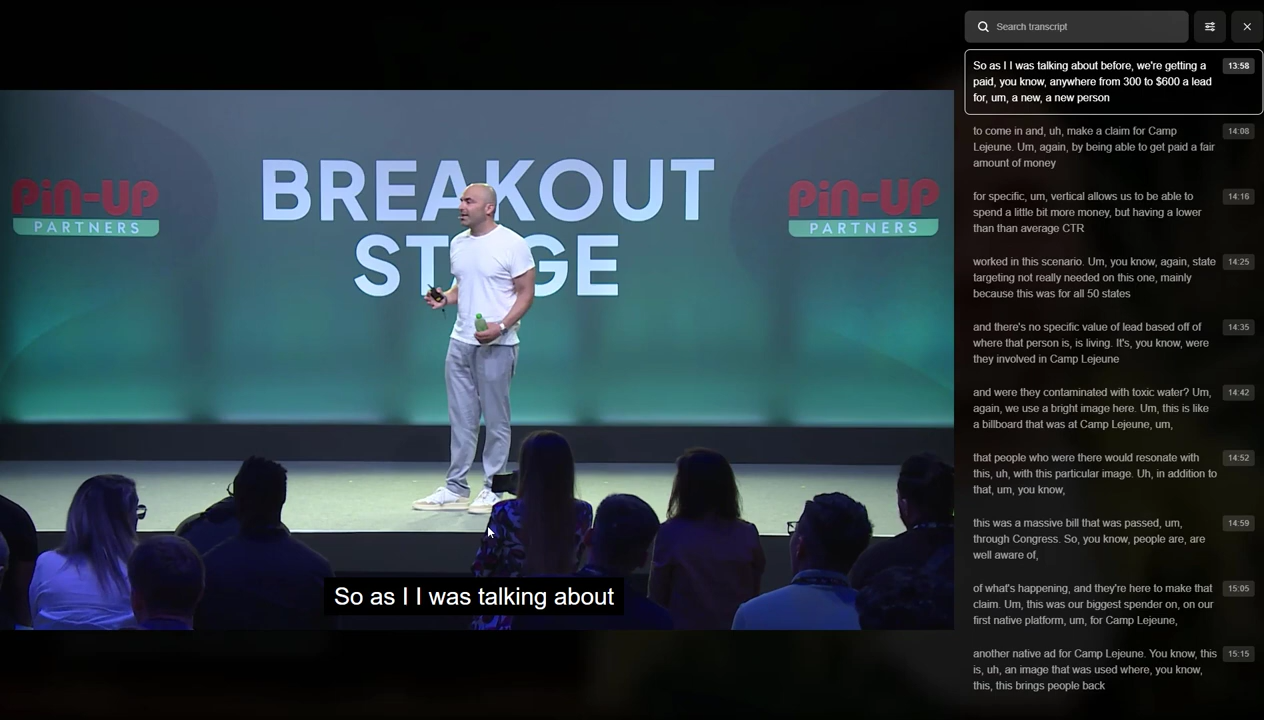 Search transcript
So as I I was talking about before, we're getting a
paid, you know, anywhere from 300 to $600 a lead
for, um, a new, a new person
13:58
to come in and, uh, make a claim for Camp
Lejeune. Um, again, by being able to get paid a fair
amount of money
14:08
for specific, um, vertical allows us to be able to
spend a little bit more money, but having a lower
than than average CTR
14:16
worked in this scenario. Um, you know, again, state
targeting not really needed on this one, mainly
because this was for all 50 states
14:25
and there's no specific value of lead based off of
where that person is, is living. It's, you know, were
they involved in Camp Lejeune
14:35
and were they contaminated with toxic water? Um,
again, we use a bright image here. Um, this is like
a billboard that was at Camp Lejeune, um,
14:42
that people who were there would resonate with
this, uh, with this particular image. Uh, in addition to
that, um, you know,
14:52
this was a massive bill that was passed, um,
through Congress. So, you know, people are, are
well aware of,
14:59
of what's happening, and they're here to make that
claim. Um, this was our biggest spender on, on our
first native platform, um, for Camp Lejeune,
15:05
another native ad for Camp Lejeune. You know, this
is, uh, an image that was used where, you know,
this, this brings people back
15:15
PiN-UP
PARTNERS
BREAKOUT
STAGE
PiN-UP
PARTNERS
So as I I was talking about